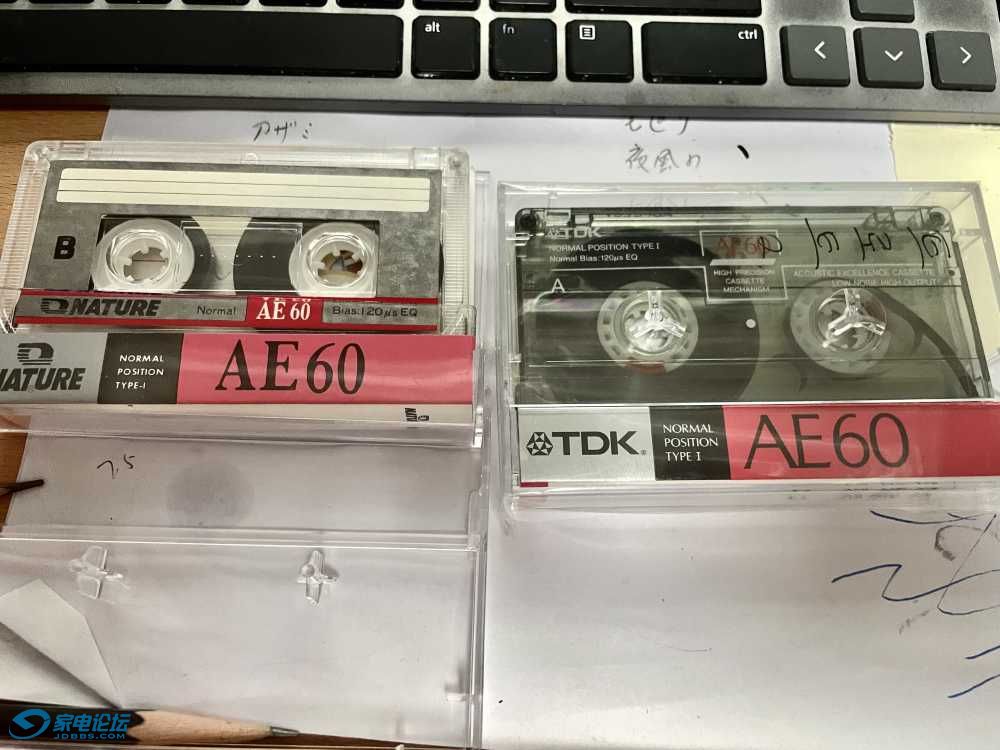 alt
fn
ctrl
アザミ
夜風の
B
NATURE
Normal
AE 60
Bias:120µs EQ
NATURE
NORMAL
POSITION
TYPE-I
AE60
7.5
TDK
NORMAL POSITION TYPE I
Normal Bias:120µs EQ
A
AE60
HIGH PRECISION
CASSETTE
MECHANISM
ACOUSTIC EXCELLENCE CASSETTE
LOW NOISE HIGH OUTPUT
TDK
NORMAL
POSITION
TYPE I
AE60
家电论坛
JDBBS.COM